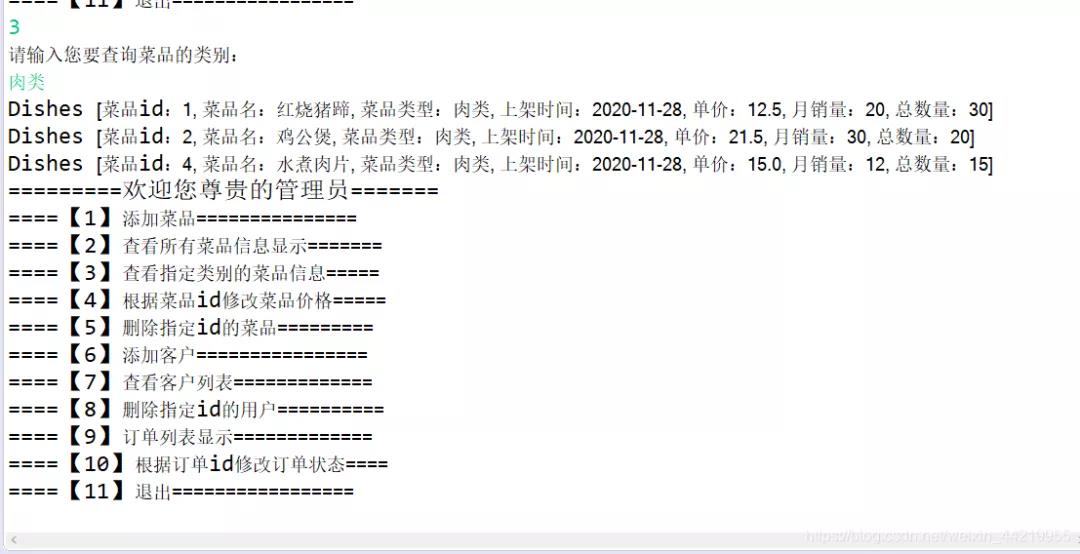 ====【11】退出=================
3
请输入您要查询菜品的类别：
肉类
Dishes [菜品id：1, 菜品名：红烧猪蹄, 菜品类型：肉类, 上架时间：2020-11-28, 单价：12.5, 月销量：20, 总数量：30]
Dishes [菜品id：2, 菜品名：鸡公煲, 菜品类型：肉类, 上架时间：2020-11-28, 单价：21.5, 月销量：30, 总数量：20]
Dishes [菜品id：4, 菜品名：水煮肉片, 菜品类型：肉类, 上架时间：2020-11-28, 单价：15.0, 月销量：12, 总数量：15]
=========欢迎您尊贵的管理员=======
====【1】添加菜品===============
====【2】查看所有菜品信息显示=======
====【3】查看指定类别的菜品信息=====
====【4】根据菜品id修改菜品价格=====
====【5】删除指定id的菜品=========
====【6】添加客户================
====【7】查看客户列表=============
====【8】删除指定id的用户==========
====【9】订单列表显示=============
====【10】根据订单id修改订单状态====
====【11】退出=================
https://blog.csdn.net/weixin_44219955